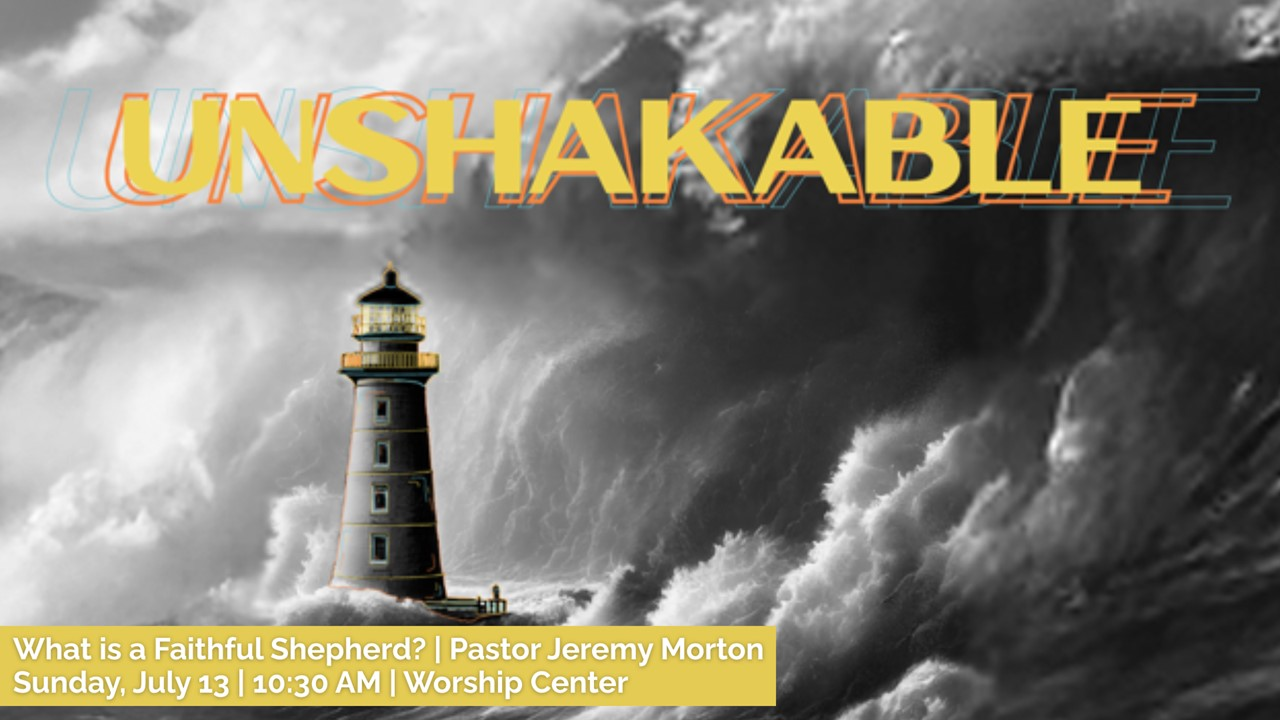 UNSHAKABLE
What is a Faithful Shepherd? | Pastor Jeremy Morton
Sunday, July 13 | 10:30 AM | Worship Center